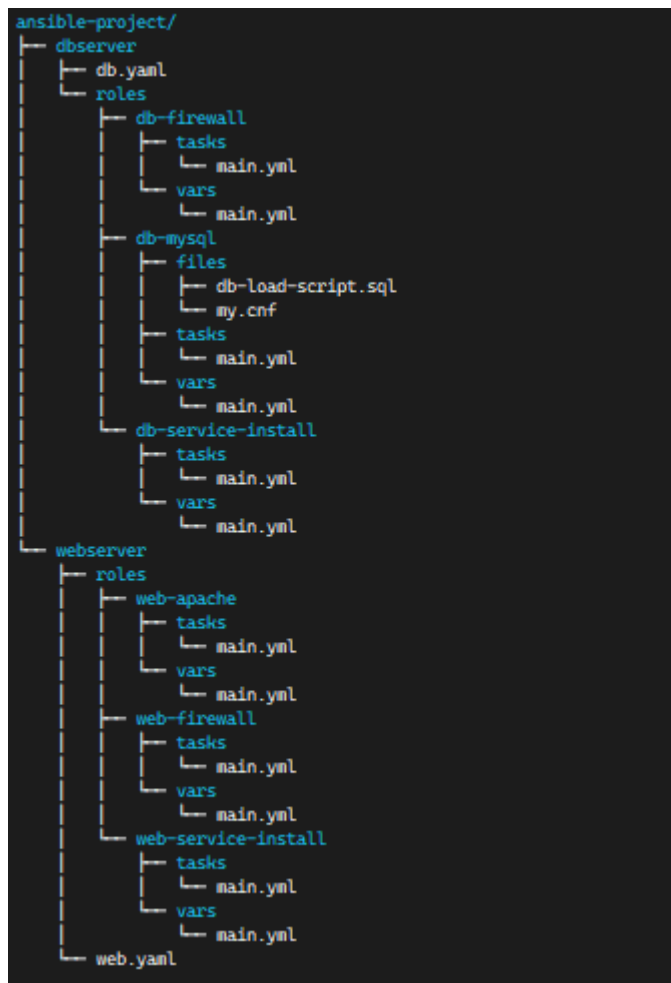 ansible-project/
├── dbserver
│   ├── db.yaml
│   └── roles
│       ├── db-firewall
│       │   ├── tasks
│       │   │   └── main.yml
│       │   └── vars
│       │       └── main.yml
│       ├── db-mysql
│       │   ├── files
│       │   │   ├── db-load-script.sql
│       │   │   └── my.cnf
│       │   ├── tasks
│       │   │   └── main.yml
│       │   └── vars
│       │       └── main.yml
│       └── db-service-install
│           ├── tasks
│           │   └── main.yml
│           └── vars
│               └── main.yml
└── webserver
    ├── roles
    │   ├── web-apache
    │   │   ├── tasks
    │   │   │   └── main.yml
    │   │   └── vars
    │   │       └── main.yml
    │   ├── web-firewall
    │   │   ├── tasks
    │   │   │   └── main.yml
    │   │   └── vars
    │   │       └── main.yml
    │   └── web-service-install
    │       ├── tasks
    │       │   └── main.yml
    │       └── vars
    │           └── main.yml
    └── web.yaml